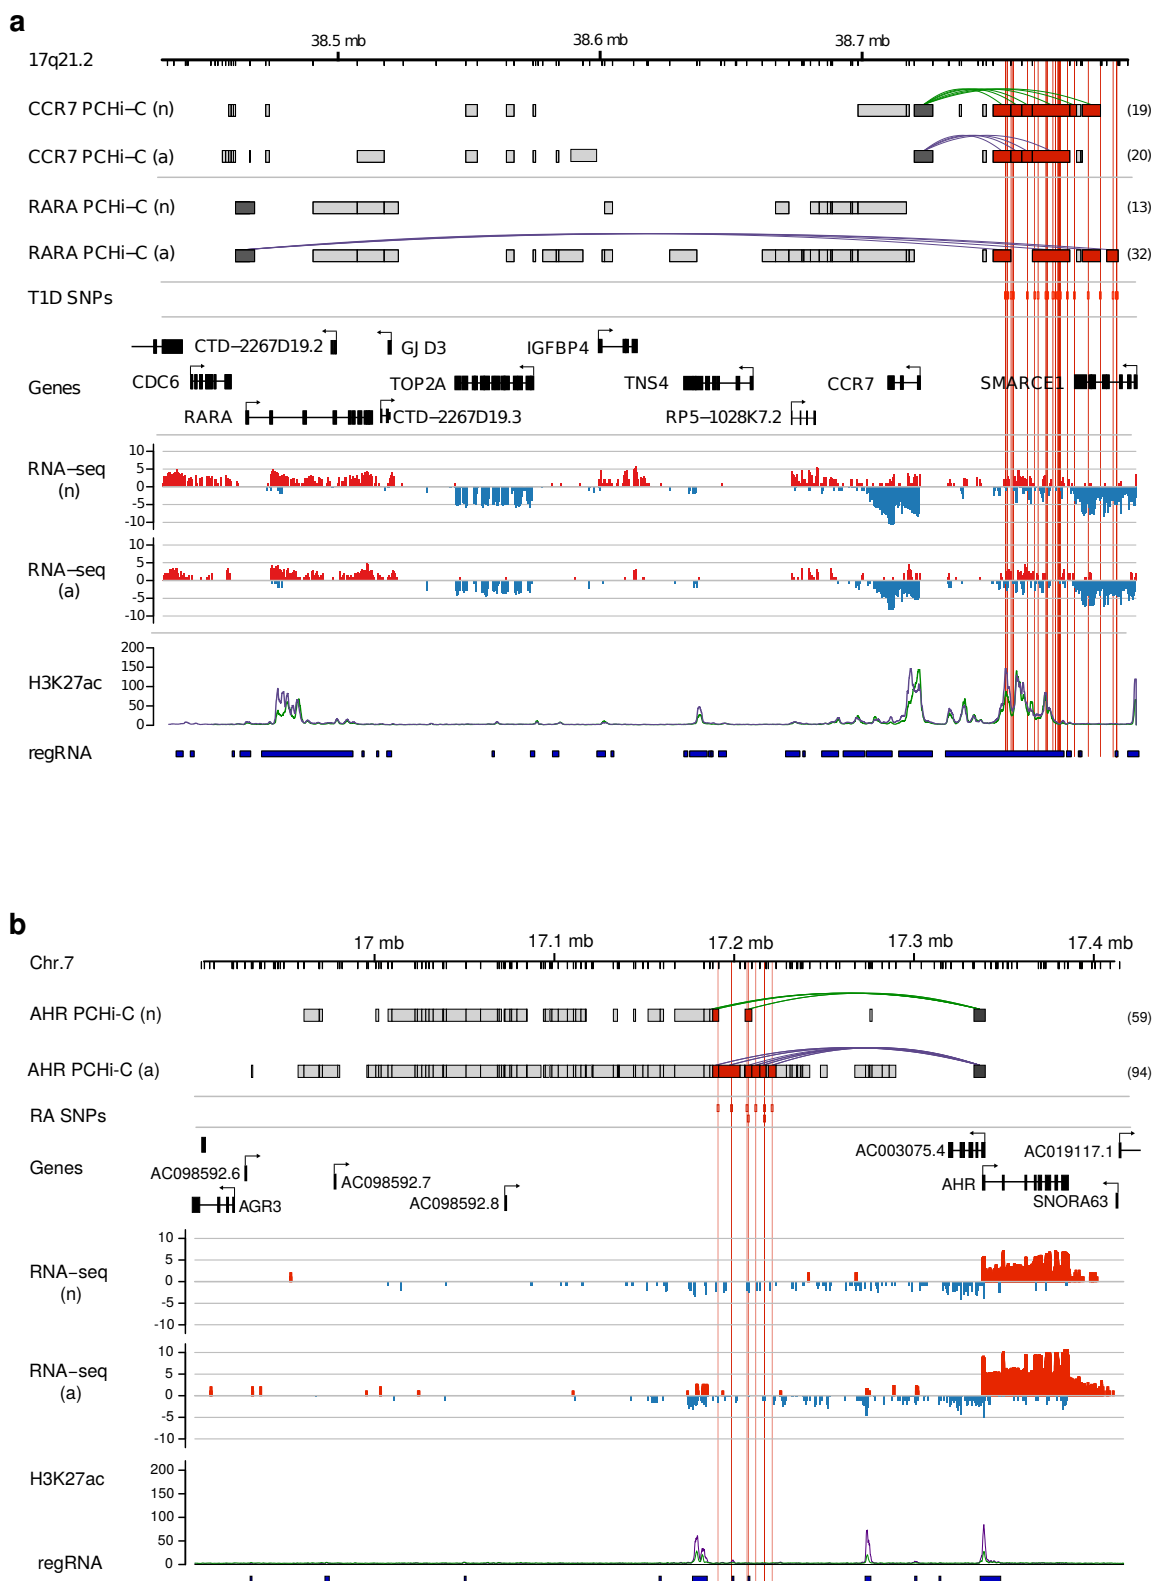 a
38.5 mb 38.6 mb 38.7 mb
17q21.2
CCR7 PCHi–C (n) (19)
CCR7 PCHi–C (a) (20)
RARA PCHi–C (n) (13)
RARA PCHi–C (a) (32)
T1D SNPs
CTD–2267D19.2 GJD3 IGFBP4
Genes CDC6 TOP2A TNS4 CCR7 SMARCE1
RARA CTD–2267D19.3 RP5–1028K7.2
RNA–seq
(n)
10
5
0
-5
-10
RNA–seq
(a)
10
5
0
-5
-10
H3K27ac
200
150
100
50
0
regRNA
b
17 mb 17.1 mb 17.2 mb 17.3 mb 17.4 mb
Chr.7
AHR PCHi-C (n) (59)
AHR PCHi-C (a) (94)
RA SNPs
AC003075.4 AC019117.1
Genes AC098592.6 AC098592.7 AHR
AGR3 AC098592.8 SNORA63
RNA–seq
(n)
10
5
0
-5
-10
RNA–seq
(a)
10
5
0
-5
-10
H3K27ac
200
150
100
50
0
regRNA